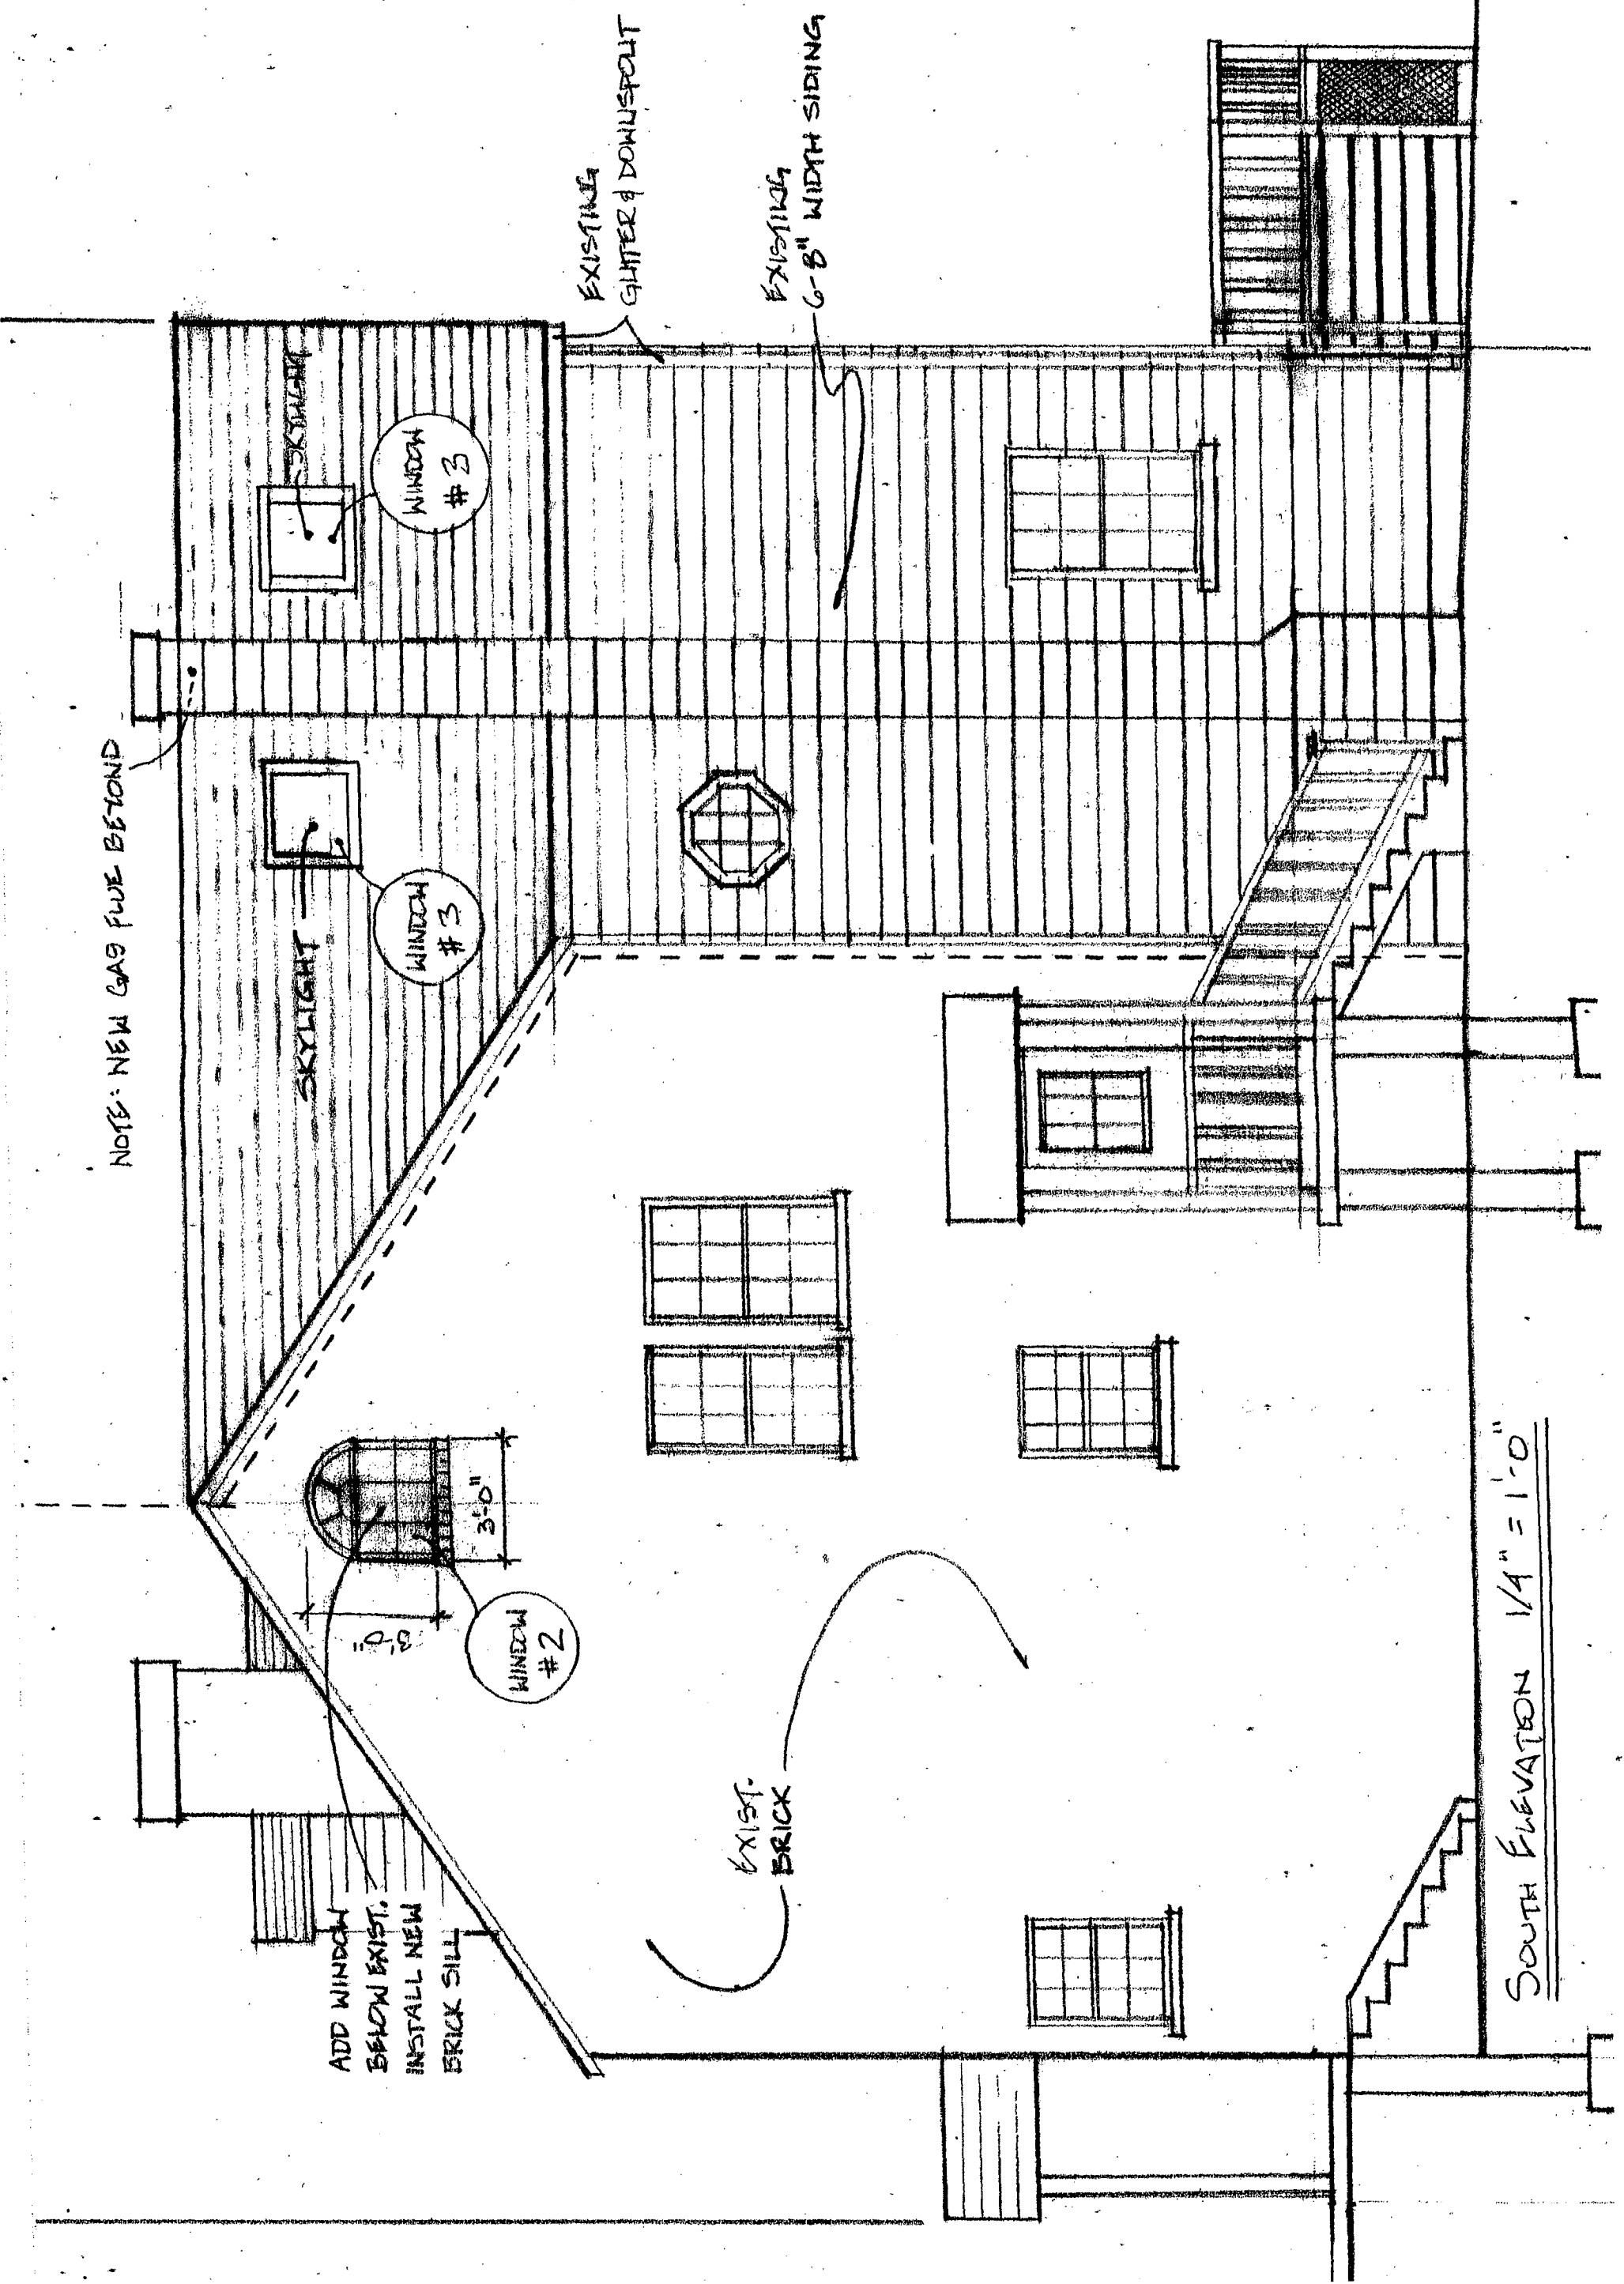 NOTE: NEW GAS FLUE BEYOND
SKYLIGHT
SKYLIGHT
WINDOW
#3
WINDOW
#3
ADD WINDOW
BELOW EXIST.
INSTALL NEW
BRICK SILL
3'-0"
3'-0"
WINDOW
#2
EXISTING
GUTTER & DOWNSPOUT
EXISTING
6-8" WIDTH SIDING
EXIST.
BRICK
SOUTH ELEVATION 1/4" = 1'-0"